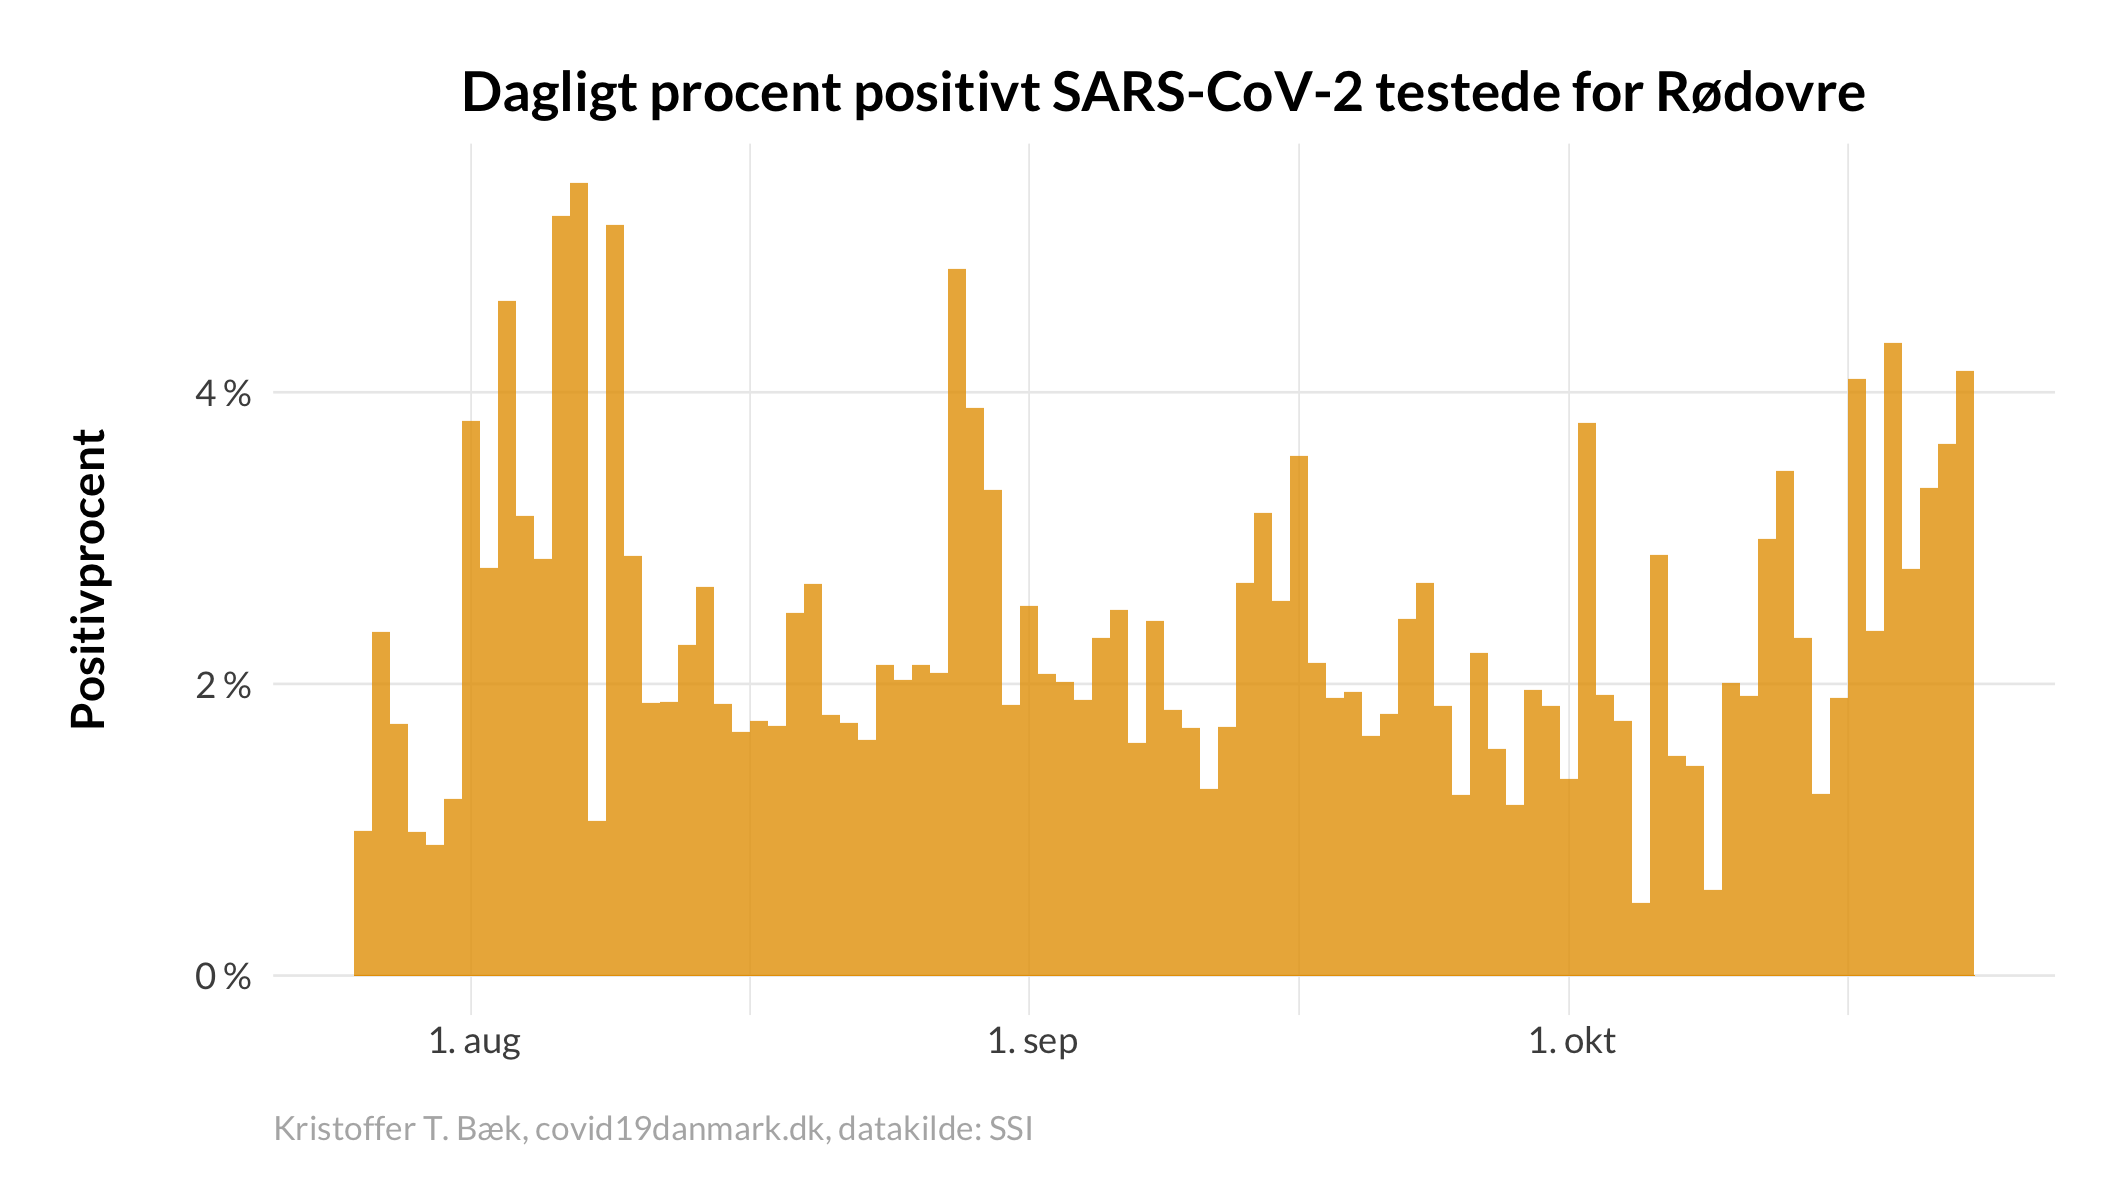 Dagligt procent positivt SARS-CoV-2 testede for Rødovre
Positivprocent
4 %
2 %
0 %
1. aug
1. sep
1. okt
Kristoffer T. Bæk, covid19danmark.dk, datakilde: SSI